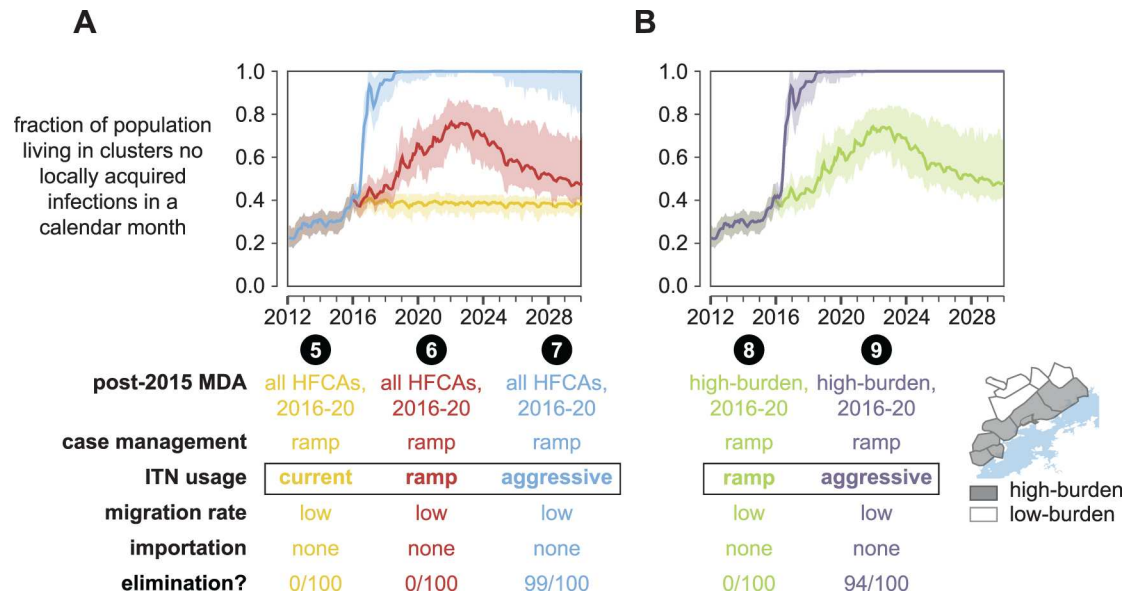 A
B
fraction of population
living in clusters no
locally acquired
infections in a
calendar month
1.0
0.8
0.6
0.4
0.2
0.0
2012 2016 2020 2024 2028
1.0
0.8
0.6
0.4
0.2
0.0
2012 2016 2020 2024 2028
5 6 7 8 9
post-2015 MDA all HFCAs, all HFCAs, all HFCAs, high-burden, high-burden,
2016-20 2016-20 2016-20 2016-20 2016-20
case management ramp ramp ramp ramp ramp
ITN usage current ramp aggressive ramp aggressive
migration rate low low low low low
importation none none none none none
elimination? 0/100 0/100 99/100 0/100 94/100
high-burden
low-burden